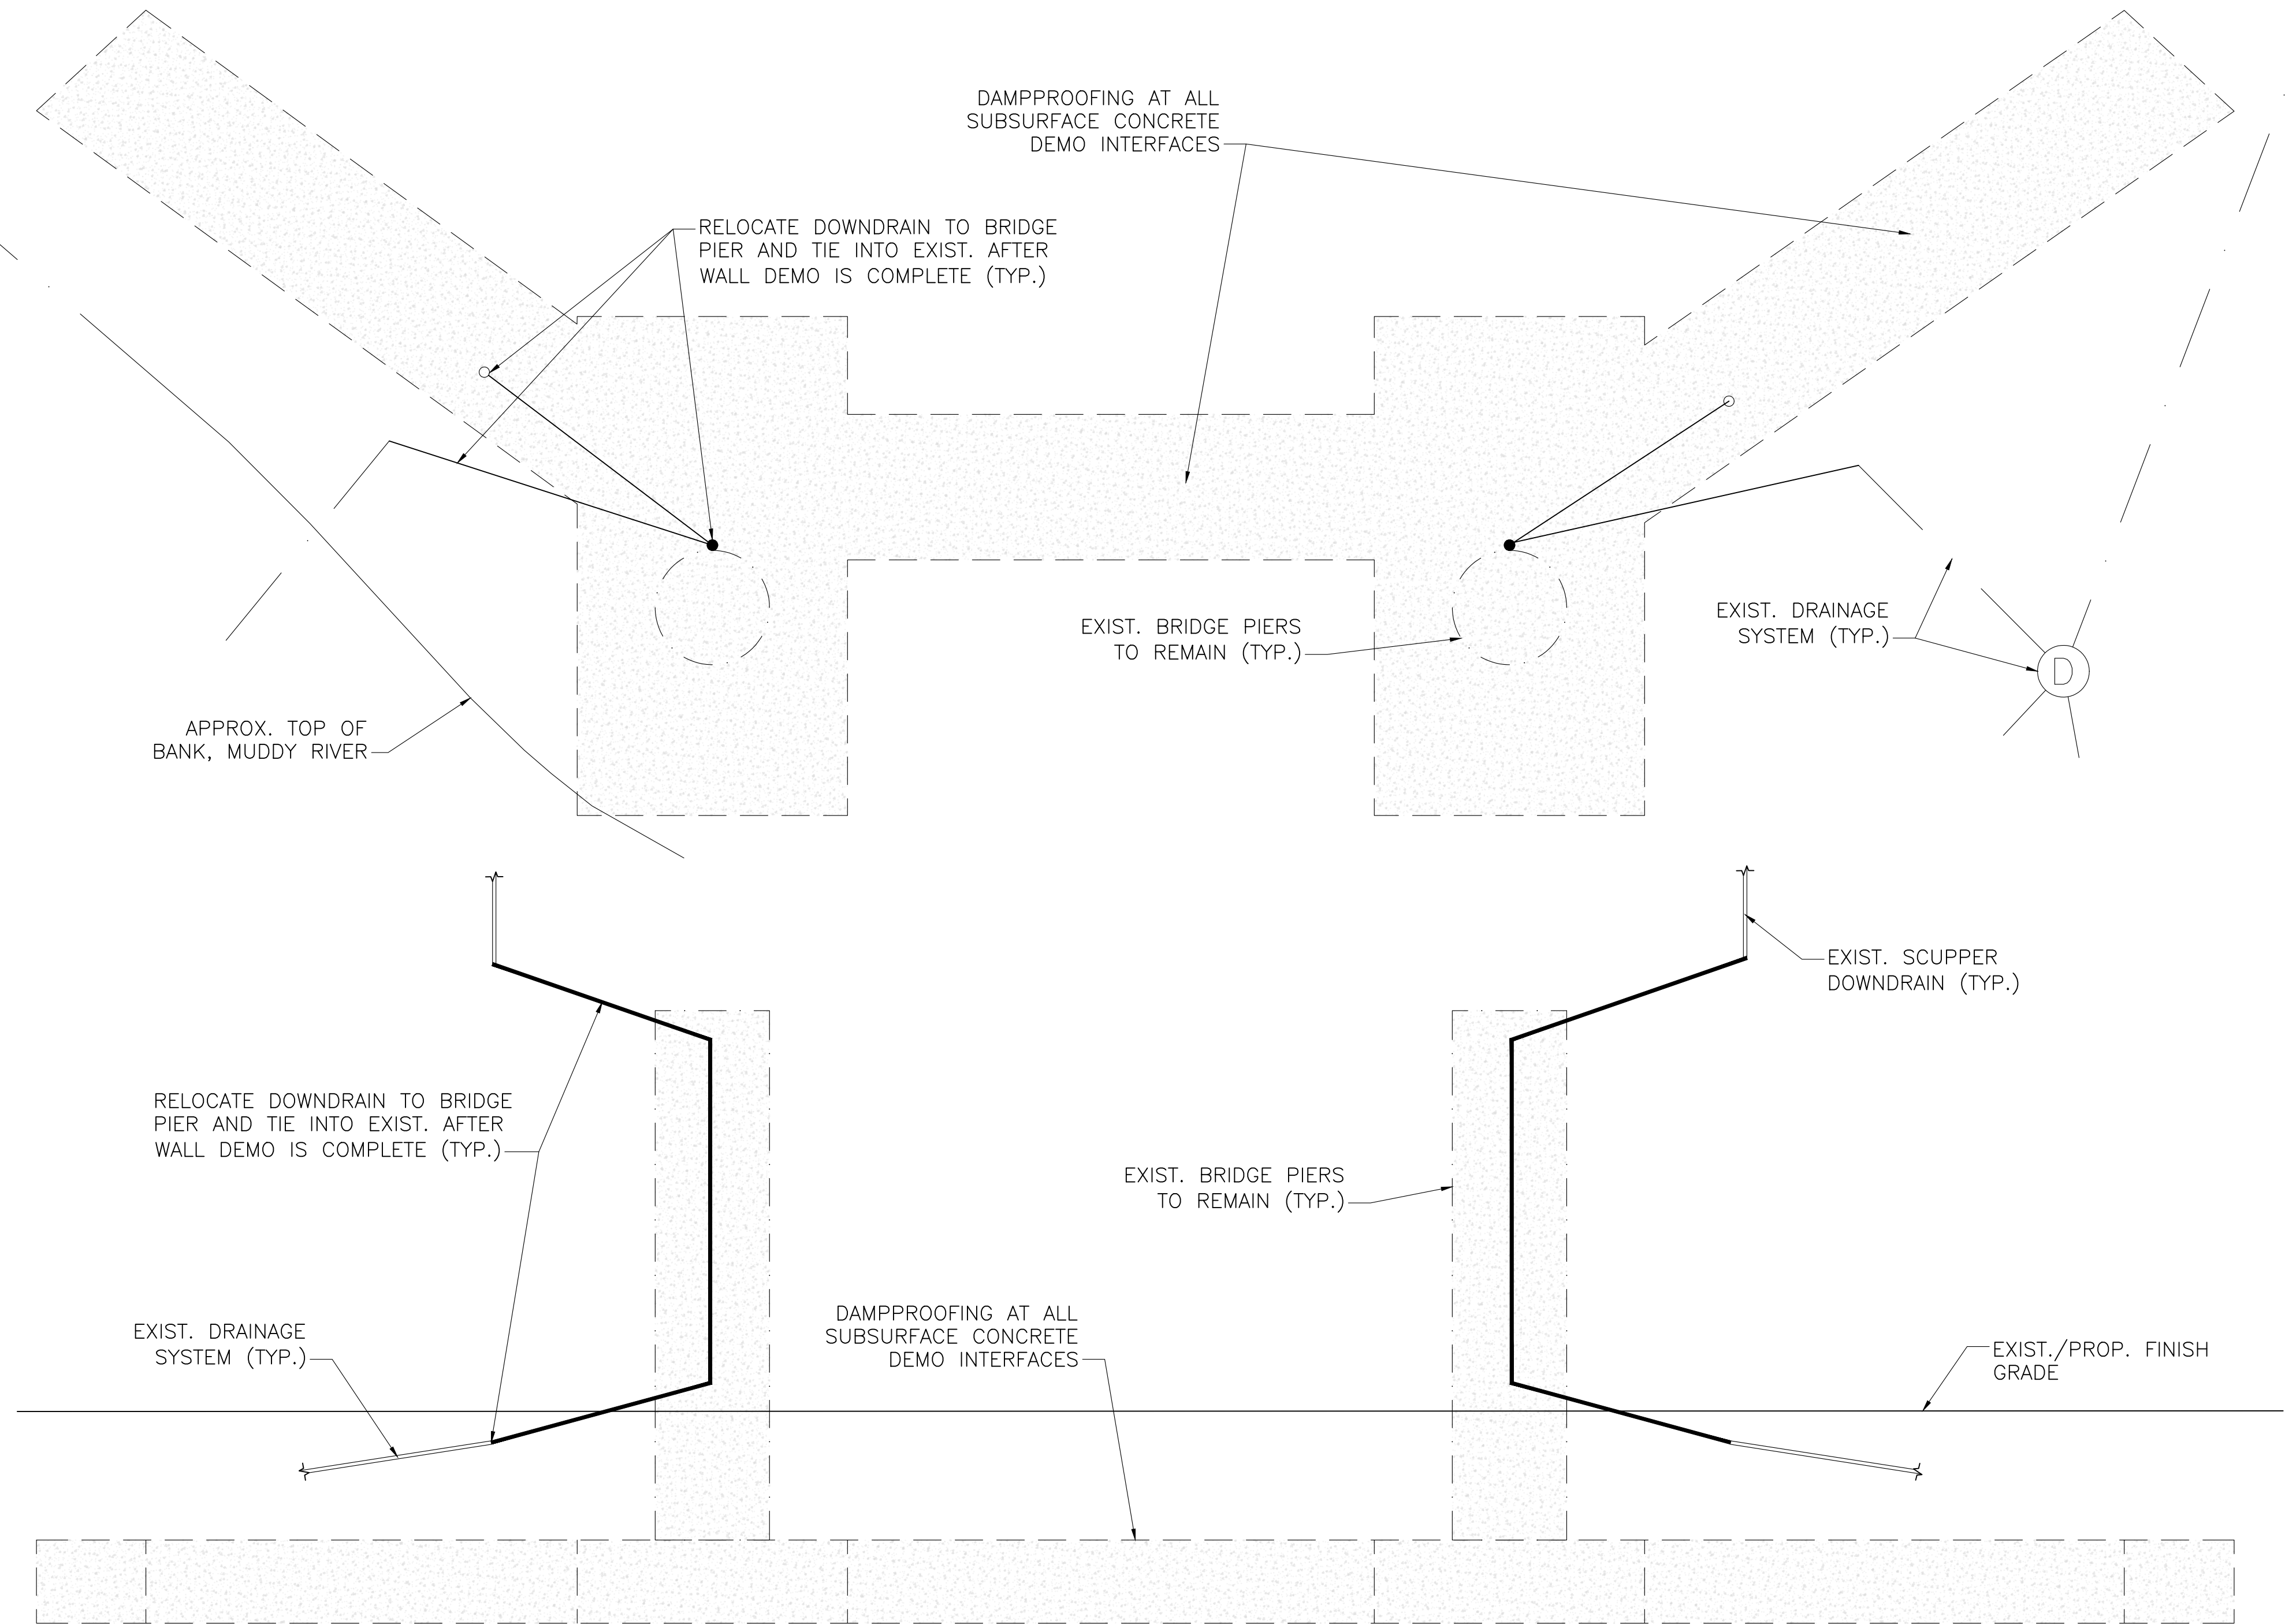 DAMPPROOFING AT ALL
SUBSURFACE CONCRETE
DEMO INTERFACES
RELOCATE DOWNDRAIN TO BRIDGE
PIER AND TIE INTO EXIST. AFTER
WALL DEMO IS COMPLETE (TYP.)
EXIST. BRIDGE PIERS
TO REMAIN (TYP.)
EXIST. DRAINAGE
SYSTEM (TYP.)
D
APPROX. TOP OF
BANK, MUDDY RIVER
EXIST. SCUPPER
DOWNDRAIN (TYP.)
RELOCATE DOWNDRAIN TO BRIDGE
PIER AND TIE INTO EXIST. AFTER
WALL DEMO IS COMPLETE (TYP.)
EXIST. BRIDGE PIERS
TO REMAIN (TYP.)
DAMPPROOFING AT ALL
SUBSURFACE CONCRETE
DEMO INTERFACES
EXIST. DRAINAGE
SYSTEM (TYP.)
EXIST./PROP. FINISH
GRADE